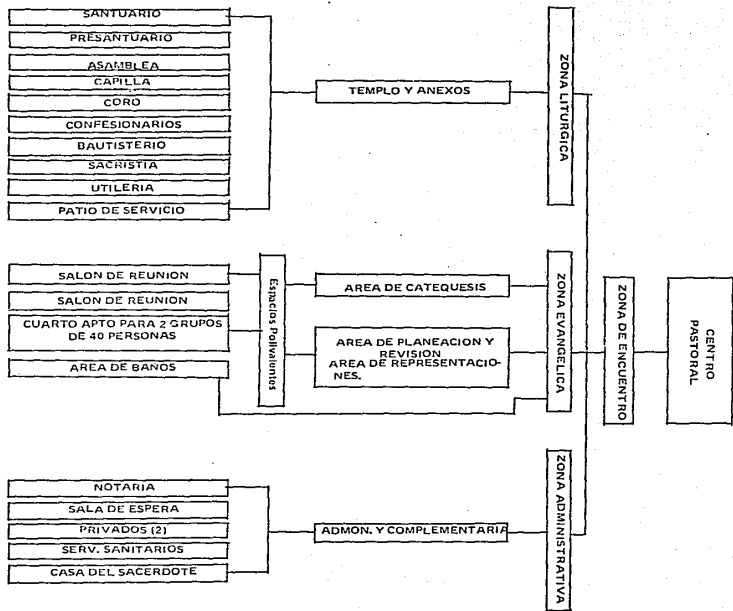 SANTUARIO
PRESANTUARIO
ASAMBLEA
CAPILLA
CORO
CONFESIONARIOS
BAUTISTERIO
SACRISTIA
UTILERIA
PATIO DE SERVICIO
TEMPLO Y ANEXOS
ZONA LITURGICA
SALON DE REUNION
SALON DE REUNION
CUARTO APTO PARA 2 GRUPOS
DE 40 PERSONAS
AREA DE BAÑOS
Espacios Polivalentes
AREA DE CATEQUESIS
AREA DE PLANEACION Y
REVISION
AREA DE REPRESENTACIO-
NES.
ZONA EVANGELICA
ZONA DE ENCUENTRO
CENTRO
PASTORAL
NOTARIA
SALA DE ESPERA
PRIVADOS (2)
SERV. SANITARIOS
CASA DEL SACERDOTE
ADMON. Y COMPLEMENTARIA
ZONA ADMINISTRATIVA